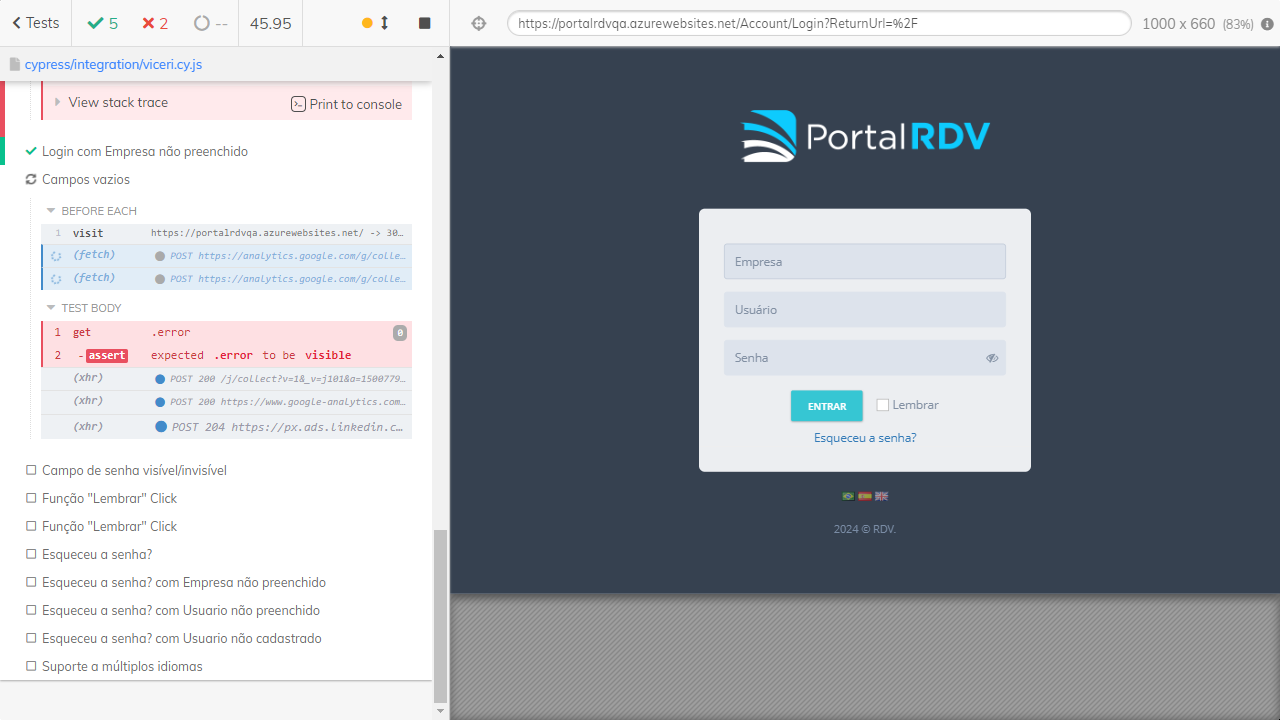 Tests
5
2
--
45.95
https://portalrdvqa.azurewebsites.net/Account/Login?ReturnUrl=%2F
1000 x 660 (83%)
cypress/integration/viceri.cy.js
View stack trace
Print to console
Login com Empresa não preenchido
Campos vazios
BEFORE EACH
1 visit https://portalrdvqa.azurewebsites.net/ -> 30…
(fetch) POST https://analytics.google.com/g/colle…
(fetch) POST https://analytics.google.com/g/colle…
TEST BODY
1 get .error 0
2 -assert expected .error to be visible
(xhr) POST 200 /j/collect?v=1&_v=j101&a=1500779…
(xhr) POST 200 https://www.google-analytics.com…
(xhr) POST 204 https://px.ads.linkedin.c…
Campo de senha visível/invisível
Função "Lembrar" Click
Função "Lembrar" Click
Esqueceu a senha?
Esqueceu a senha? com Empresa não preenchido
Esqueceu a senha? com Usuario não preenchido
Esqueceu a senha? com Usuario não cadastrado
Suporte a múltiplos idiomas
PortalRDV
Empresa
Usuário
Senha
ENTRAR
Lembrar
Esqueceu a senha?
2024 © RDV.